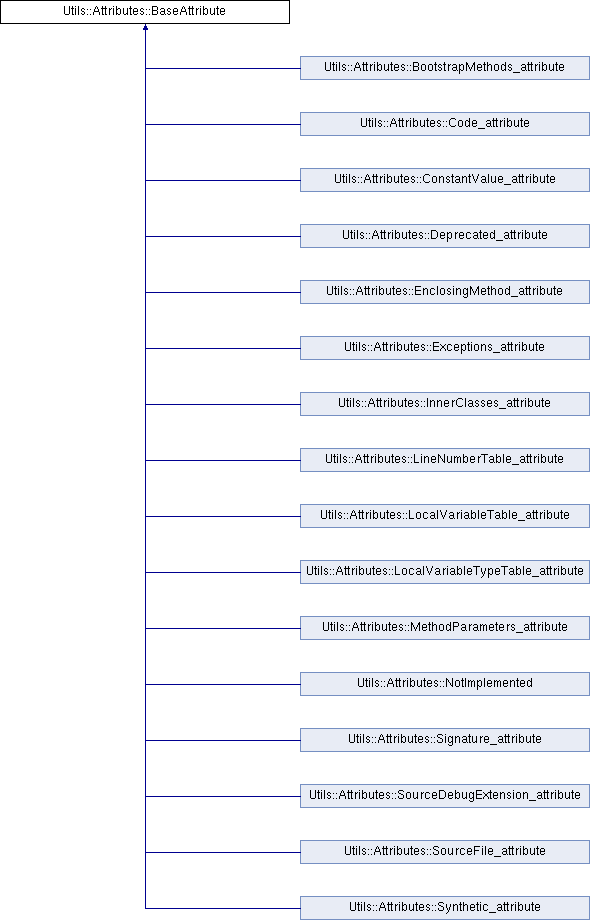 Utils::Attributes::BaseAttribute
Utils::Attributes::BootstrapMethods_attribute
Utils::Attributes::Code_attribute
Utils::Attributes::ConstantValue_attribute
Utils::Attributes::Deprecated_attribute
Utils::Attributes::EnclosingMethod_attribute
Utils::Attributes::Exceptions_attribute
Utils::Attributes::InnerClasses_attribute
Utils::Attributes::LineNumberTable_attribute
Utils::Attributes::LocalVariableTable_attribute
Utils::Attributes::LocalVariableTypeTable_attribute
Utils::Attributes::MethodParameters_attribute
Utils::Attributes::NotImplemented
Utils::Attributes::Signature_attribute
Utils::Attributes::SourceDebugExtension_attribute
Utils::Attributes::SourceFile_attribute
Utils::Attributes::Synthetic_attribute